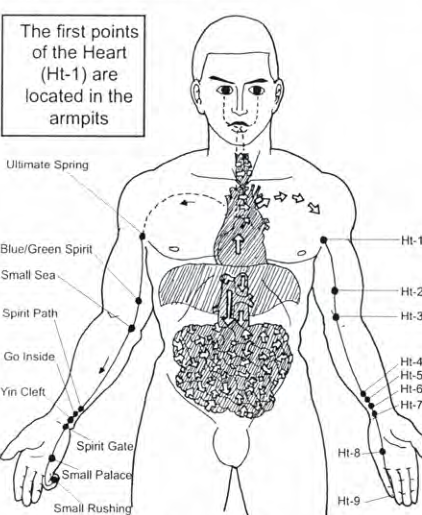 The first points
of the Heart
(Ht-1) are
located in the
armpits
Ultimate Spring
Blue/Green Spirit
Small Sea
Spirit Path
Go Inside
Yin Cleft
Spirit Gate
Small Palace
Small Rushing
Ht-1
Ht-2
Ht-3
Ht-4
Ht-5
Ht-6
Ht-7
Ht-8
Ht-9